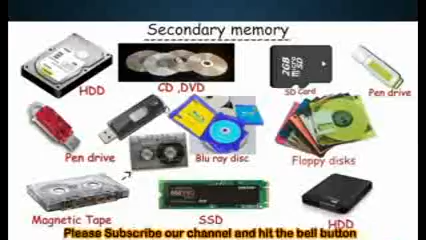 Secondary memory
HDD
CD ,DVD
2GB
micro
SD Card
Pen drive
Pen drive
Blu ray disc
Floppy disks
Magnetic Tape
SSD
HDD
Please Subscribe our channel and hit the bell button